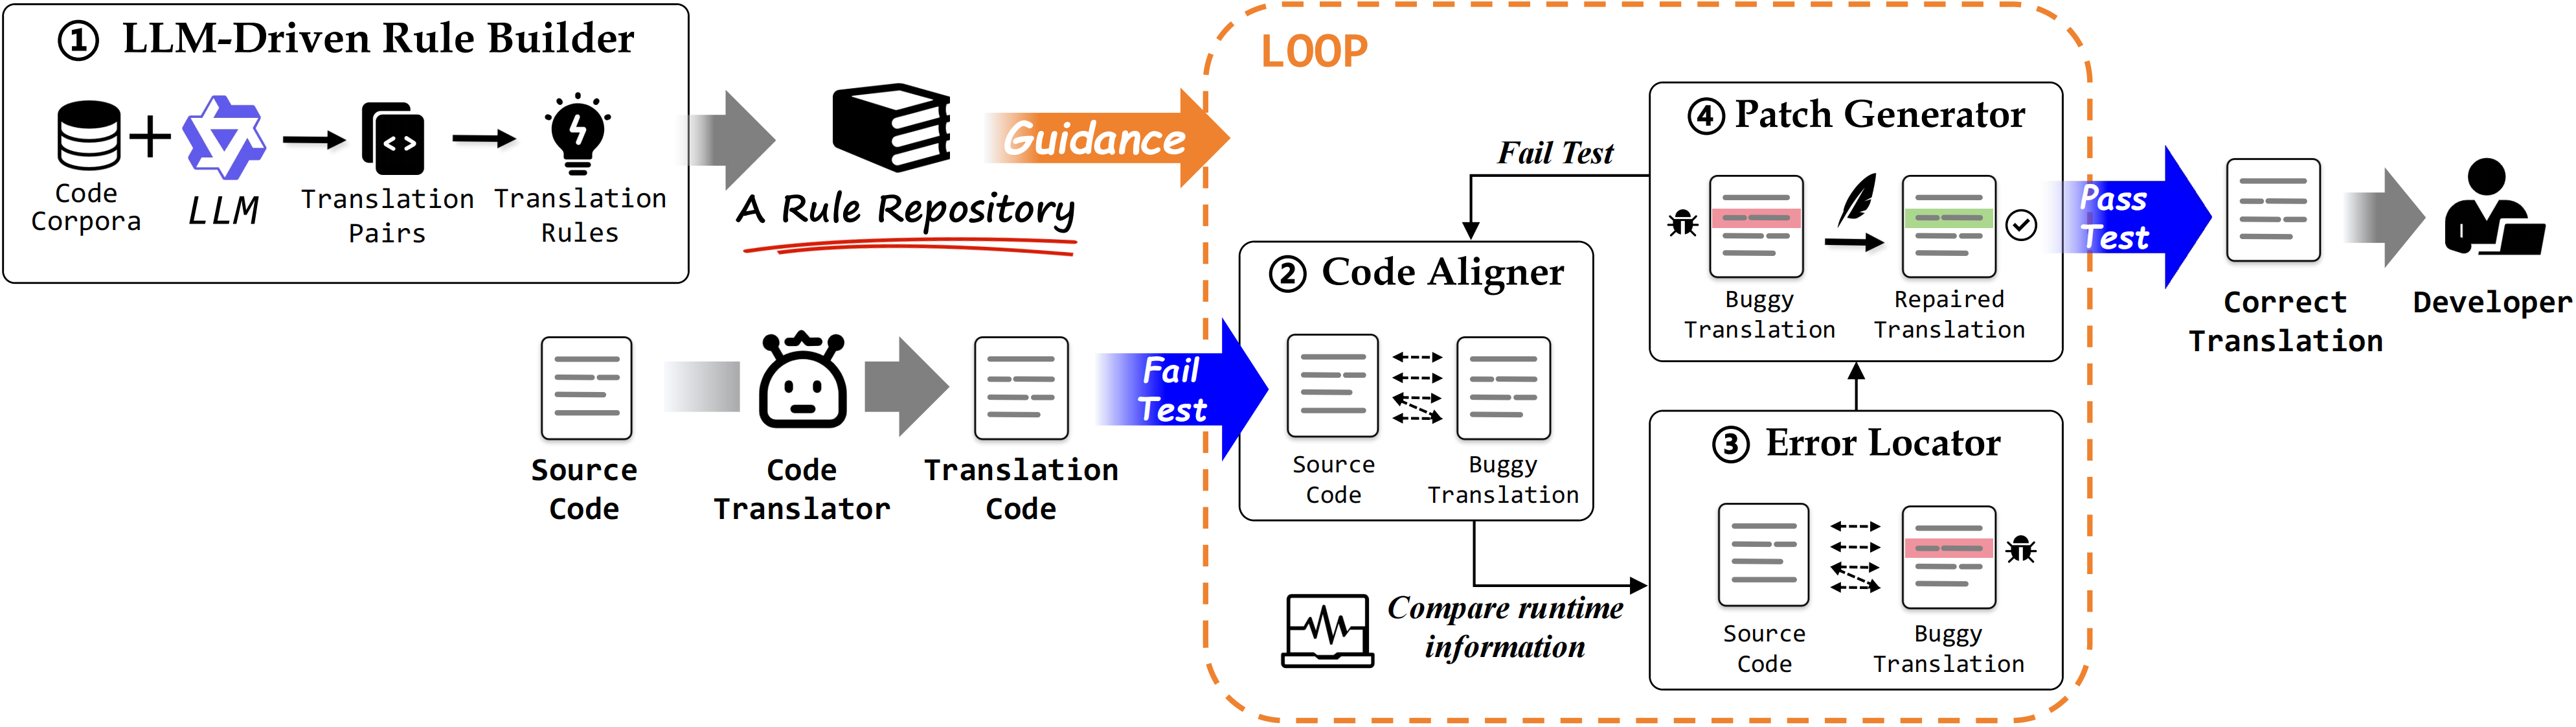 ① LLM-Driven Rule Builder
Code
Corpora
LLM
Translation
Pairs
Translation
Rules
A Rule Repository
Guidance
LOOP
Source
Code
Code
Translator
Translation
Code
Fail
Test
② Code Aligner
Source
Code
Buggy
Translation
Compare runtime
information
③ Error Locator
Source
Code
Buggy
Translation
Fail Test
④ Patch Generator
Buggy
Translation
Repaired
Translation
Pass
Test
Correct
Translation
Developer